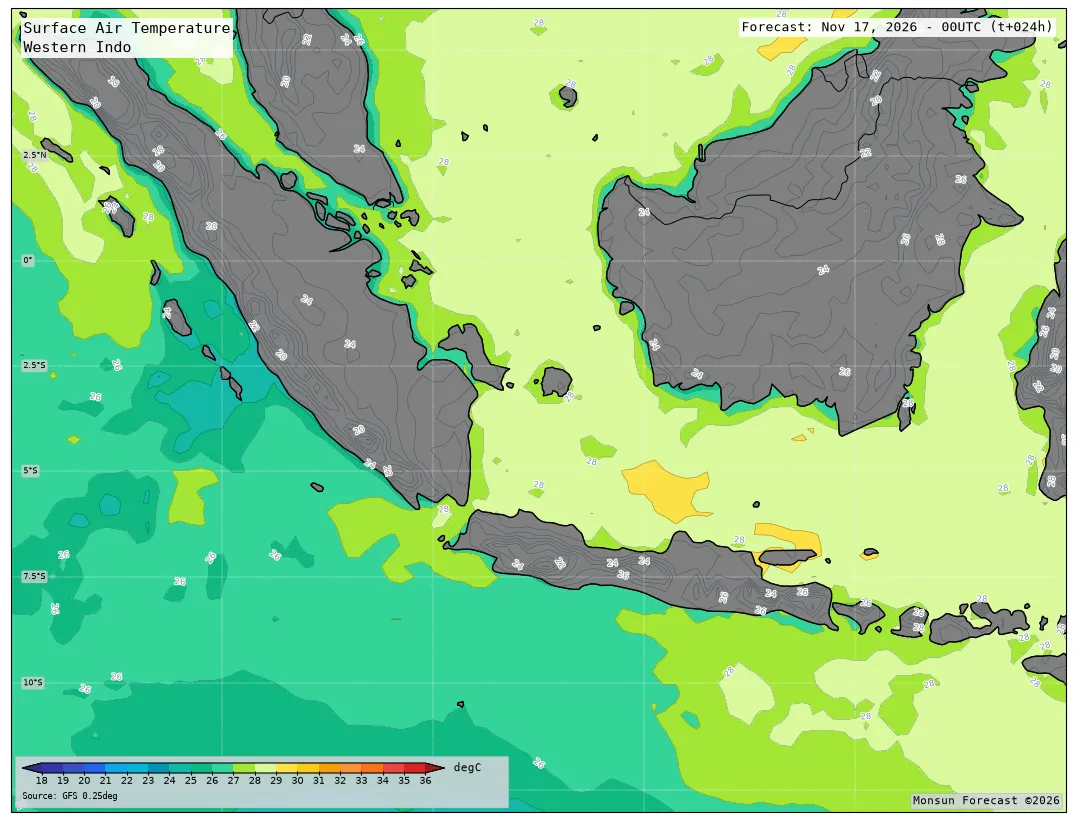 Surface Air Temperature
Western Indo
Forecast: Nov 17, 2026 - 00UTC (t+024h)
2.5°N
0°
2.5°S
5°S
7.5°S
10°S
18 19 20 21 22 23 24 25 26 27 28 29 30 31 32 33 34 35 36
degC
Source: GFS 0.25deg
Monsun Forecast ©2026